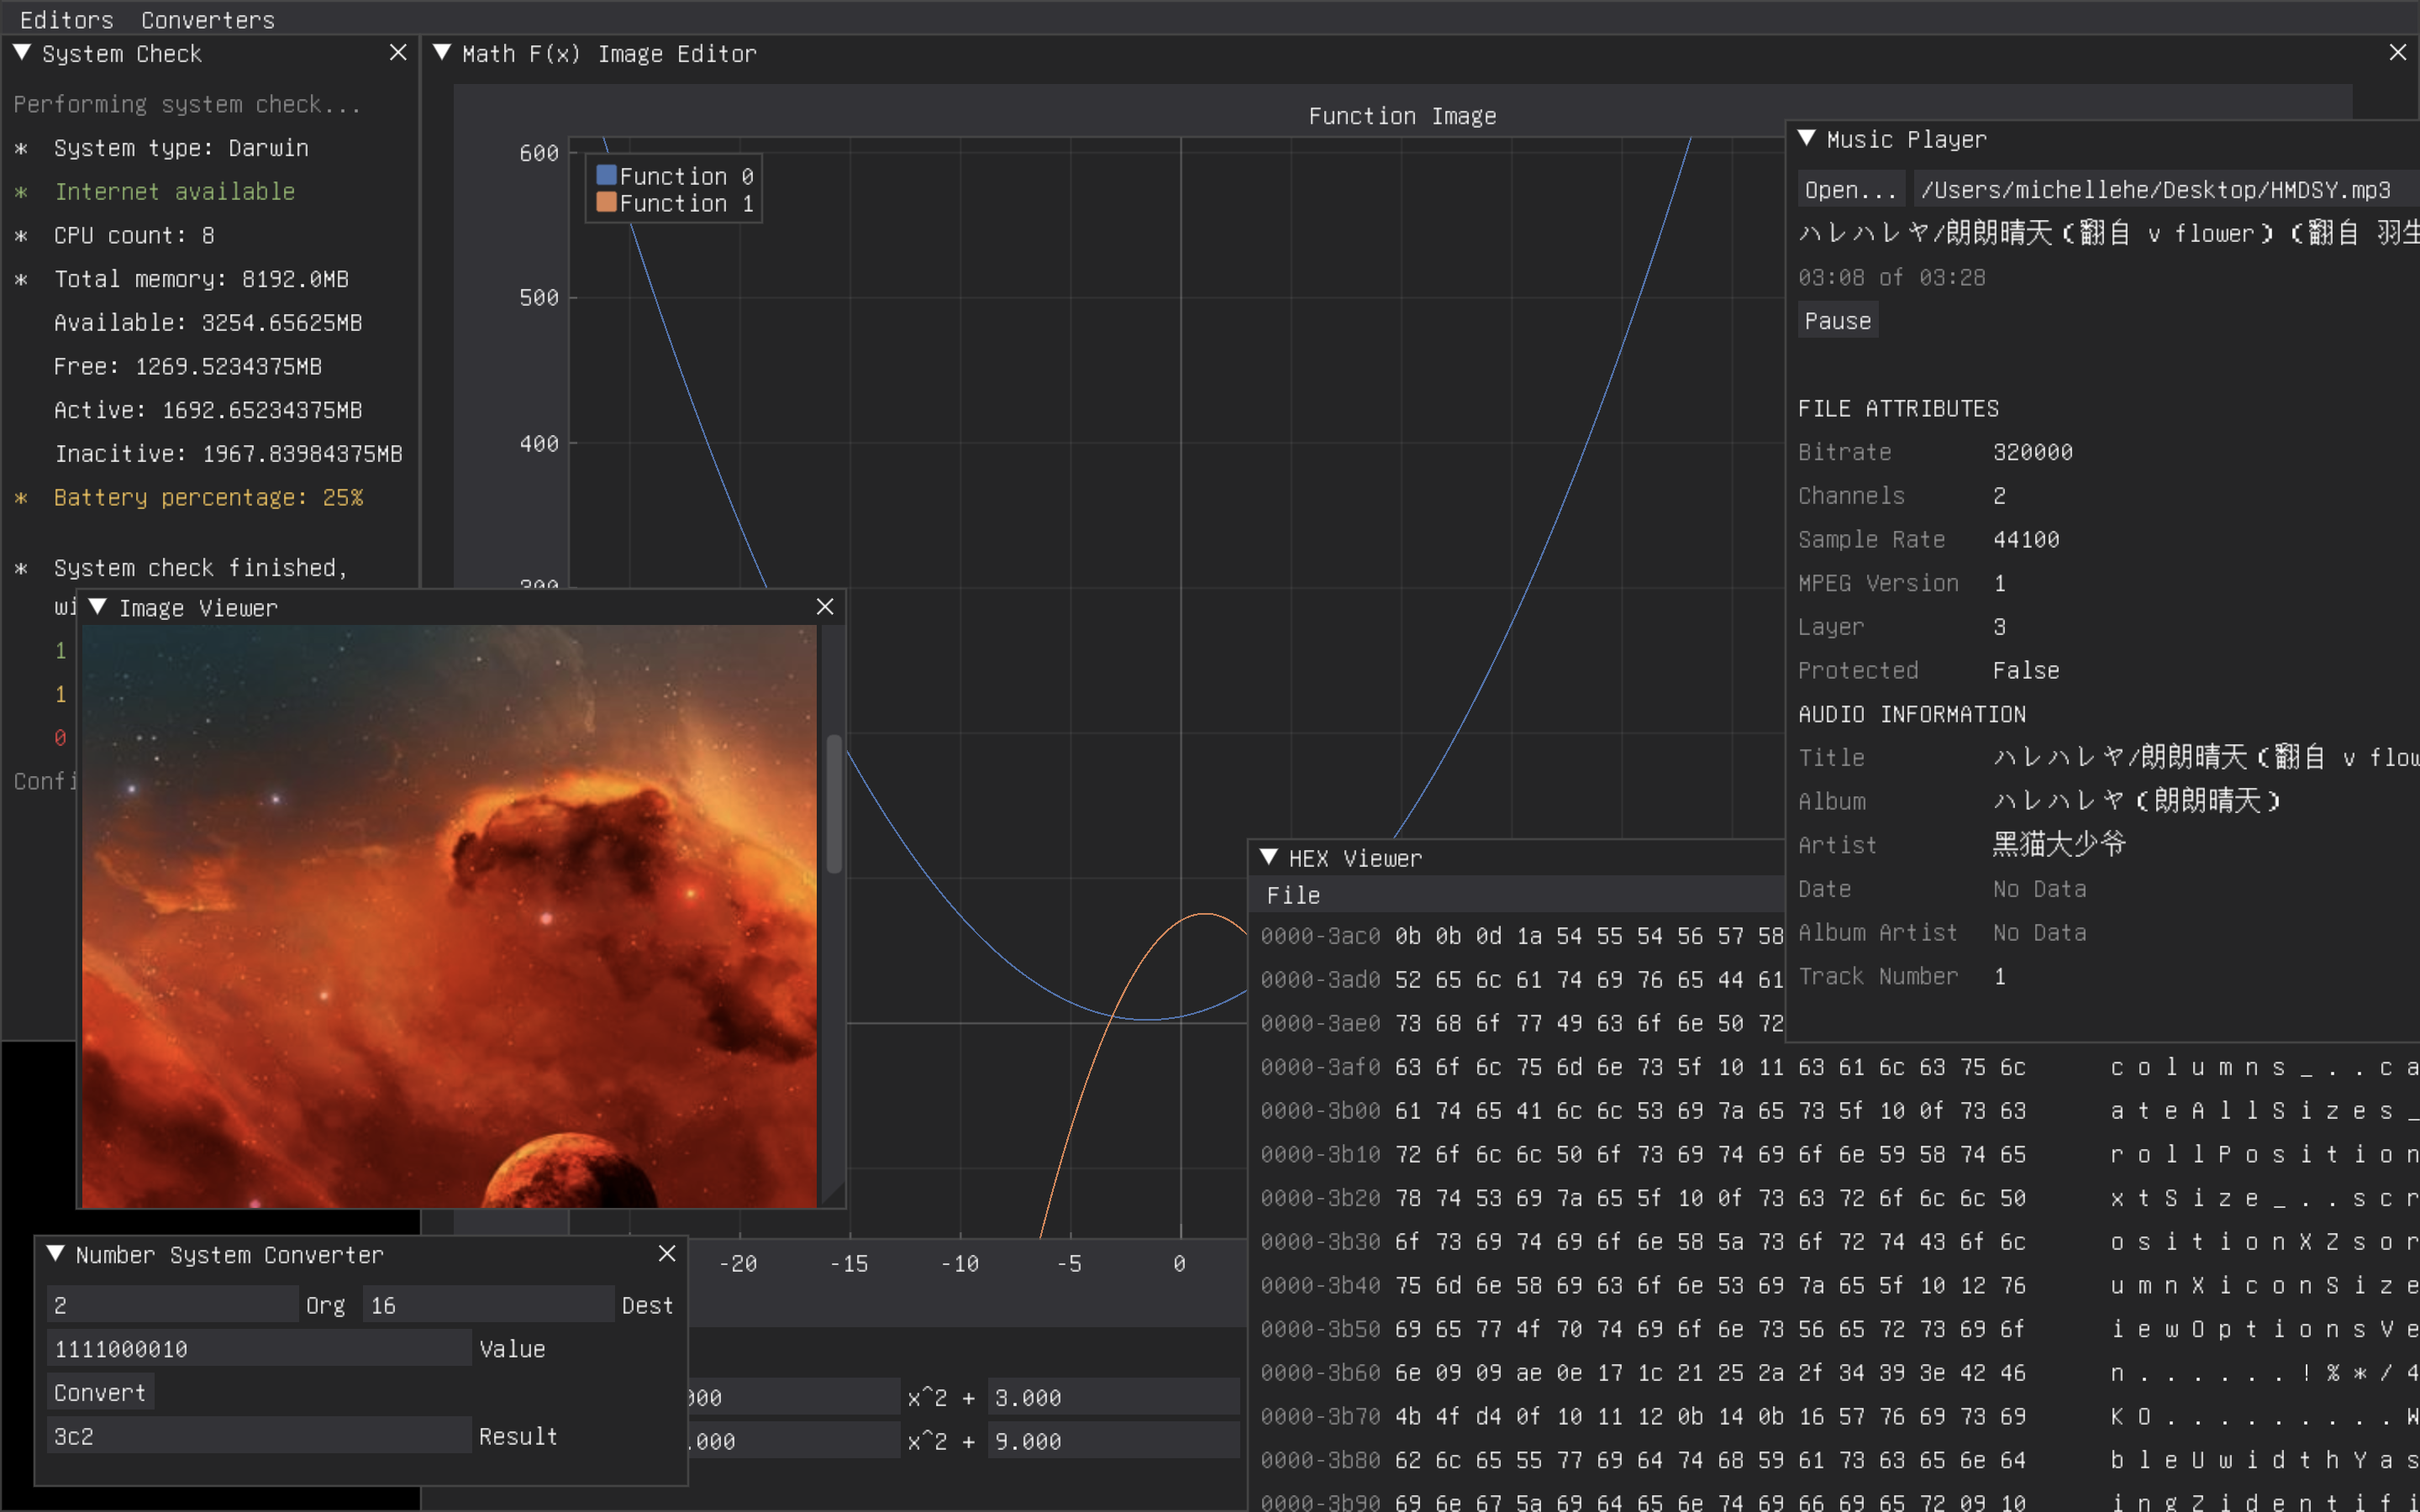 Editors Converters
System Check
Performing system check...
* System type: Darwin
* Internet available
* CPU count: 8
* Total memory: 8192.0MB
Available: 3254.65625MB
Free: 1269.5234375MB
Active: 1692.65234375MB
Inacitive: 1967.83984375MB
* Battery percentage: 25%
* System check finished,
wi
1
1
0
Confi
Math F(x) Image Editor
Function Image
Function 0
Function 1
600
500
400
300
-20 -15 -10 -5 0
000 x^2 + 3.000
.000 x^2 + 9.000
Image Viewer
Number System Converter
2 Org 16 Dest
1111000010 Value
Convert
3c2 Result
Music Player
Open... /Users/michellehe/Desktop/HMDSY.mp3
ハレハレヤ/朗朗晴天(翻自 v flower)(翻自 羽生
03:08 of 03:28
Pause
FILE ATTRIBUTES
Bitrate 320000
Channels 2
Sample Rate 44100
MPEG Version 1
Layer 3
Protected False
AUDIO INFORMATION
Title ハレハレヤ/朗朗晴天(翻自 v flow
Album ハレハレヤ(朗朗晴天)
Artist 黑猫大少爷
Date No Data
Album Artist No Data
Track Number 1
HEX Viewer
File
0000-3ac0 0b 0b 0d 1a 54 55 54 56 57 58
0000-3ad0 52 65 6c 61 74 69 76 65 44 61
0000-3ae0 73 68 6f 77 49 63 6f 6e 50 72
0000-3af0 63 6f 6c 75 6d 6e 73 5f 10 11 63 61 6c 63 75 6c c o l u m n s _ . . c a
0000-3b00 61 74 65 41 6c 6c 53 69 7a 65 73 5f 10 0f 73 63 a t e A l l S i z e s _
0000-3b10 72 6f 6c 6c 50 6f 73 69 74 69 6f 6e 59 58 74 65 r o l l P o s i t i o n
0000-3b20 78 74 53 69 7a 65 5f 10 0f 73 63 72 6f 6c 6c 50 x t S i z e _ . . s c r
0000-3b30 6f 73 69 74 69 6f 6e 58 5a 73 6f 72 74 43 6f 6c o s i t i o n X Z s o r
0000-3b40 75 6d 6e 58 69 63 6f 6e 53 69 7a 65 5f 10 12 76 u m n X i c o n S i z e
0000-3b50 69 65 77 4f 70 74 69 6f 6e 73 56 65 72 73 69 6f i e w O p t i o n s V e
0000-3b60 6e 09 09 ae 0e 17 1c 21 25 2a 2f 34 39 3e 42 46 n . . . . . . ! % * / 4
0000-3b70 4b 4f d4 0f 10 11 12 0b 14 0b 16 57 76 69 73 69 K O . . . . . . . . . W
0000-3b80 62 6c 65 55 77 69 64 74 68 59 61 73 63 65 6e 64 b l e U w i d t h Y a s
0000-3b90 69 6e 67 5a 69 64 65 6e 74 69 66 69 65 72 09 10 i n g Z i d e n t i f i